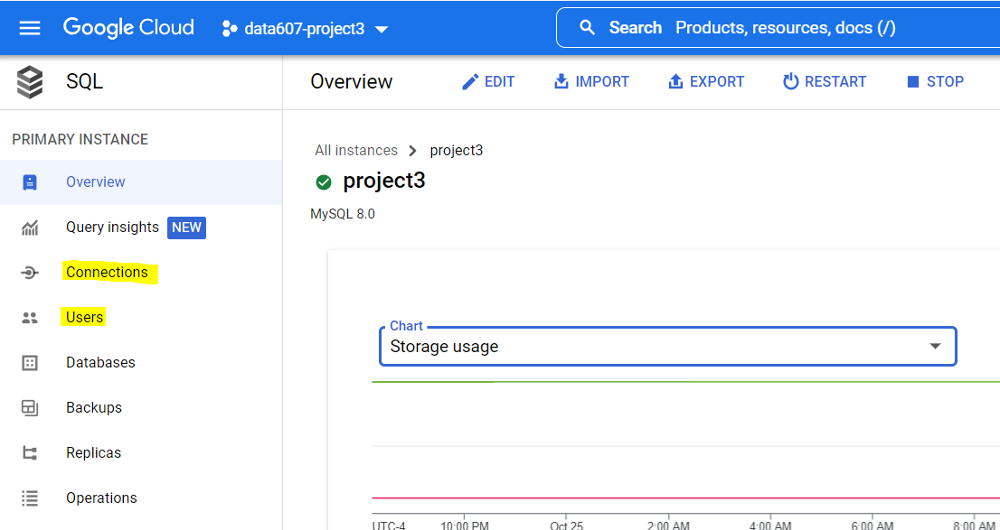 Google Cloud data607-project3 Search Products, resources, docs (/)
SQL
Overview EDIT IMPORT EXPORT RESTART STOP
PRIMARY INSTANCE
Overview
Query insights NEW
Connections
Users
Databases
Backups
Replicas
Operations
All instances project3
project3
MySQL 8.0
Chart
Storage usage
UTC-4 10:00 PM Oct 25 2:00 AM 4:00 AM 6:00 AM 8:00 AM